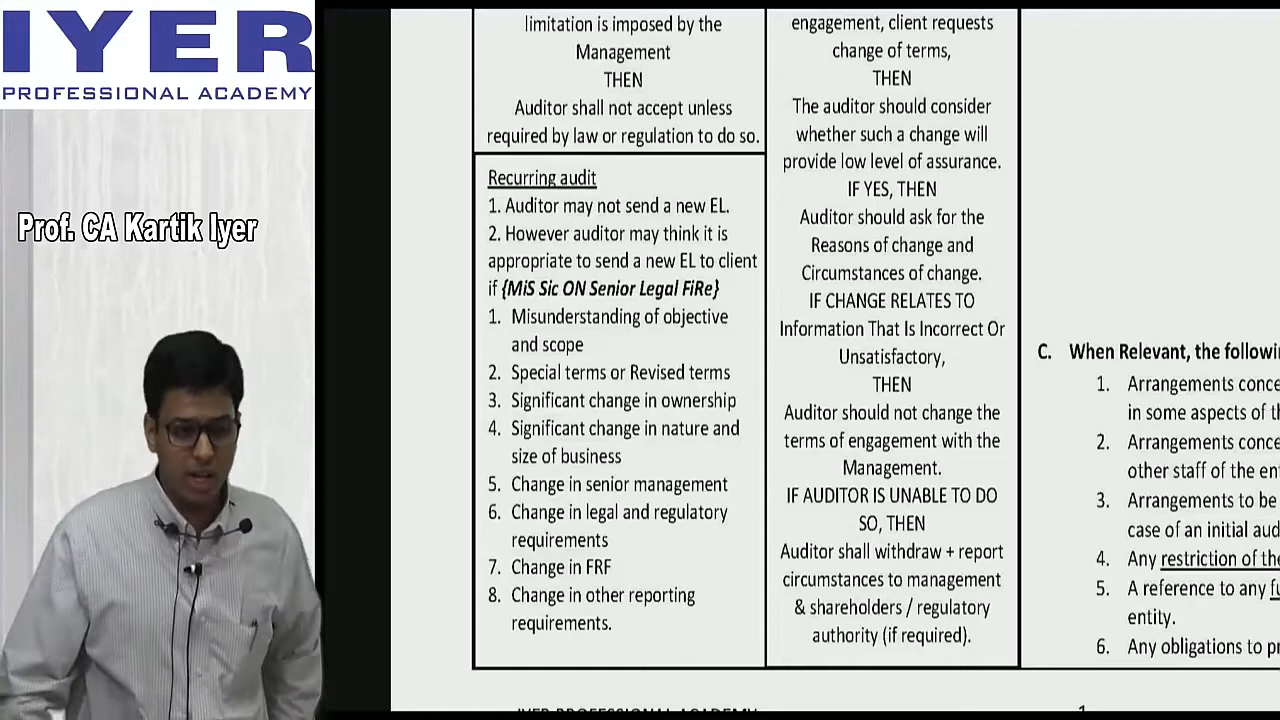 IYER
PROFESSIONAL ACADEMY
Prof. CA Kartik Iyer
limitation is imposed by the
Management
THEN
Auditor shall not accept unless
required by law or regulation to do so.
Recurring audit
1. Auditor may not send a new EL.
2. However auditor may think it is
appropriate to send a new EL to client
if {MiS Sic ON Senior Legal FiRe}
1. Misunderstanding of objective
and scope
2. Special terms or Revised terms
3. Significant change in ownership
4. Significant change in nature and
size of business
5. Change in senior management
6. Change in legal and regulatory
requirements
7. Change in FRF
8. Change in other reporting
requirements.
engagement, client requests
change of terms,
THEN
The auditor should consider
whether such a change will
provide low level of assurance.
IF YES, THEN
Auditor should ask for the
Reasons of change and
Circumstances of change.
IF CHANGE RELATES TO
Information That Is Incorrect Or
Unsatisfactory,
THEN
Auditor should not change the
terms of engagement with the
Management.
IF AUDITOR IS UNABLE TO DO
SO, THEN
Auditor shall withdraw + report
circumstances to management
& shareholders / regulatory
authority (if required).
C. When Relevant, the
1. Arrangements
in some aspects of
2. Arrangements
other staff of the
3. Arrangements to be
case of an initial
4. Any restriction of
5. A reference to any
entity.
6. Any obligations to
IYER PROFESSIONAL ACADEMY
1